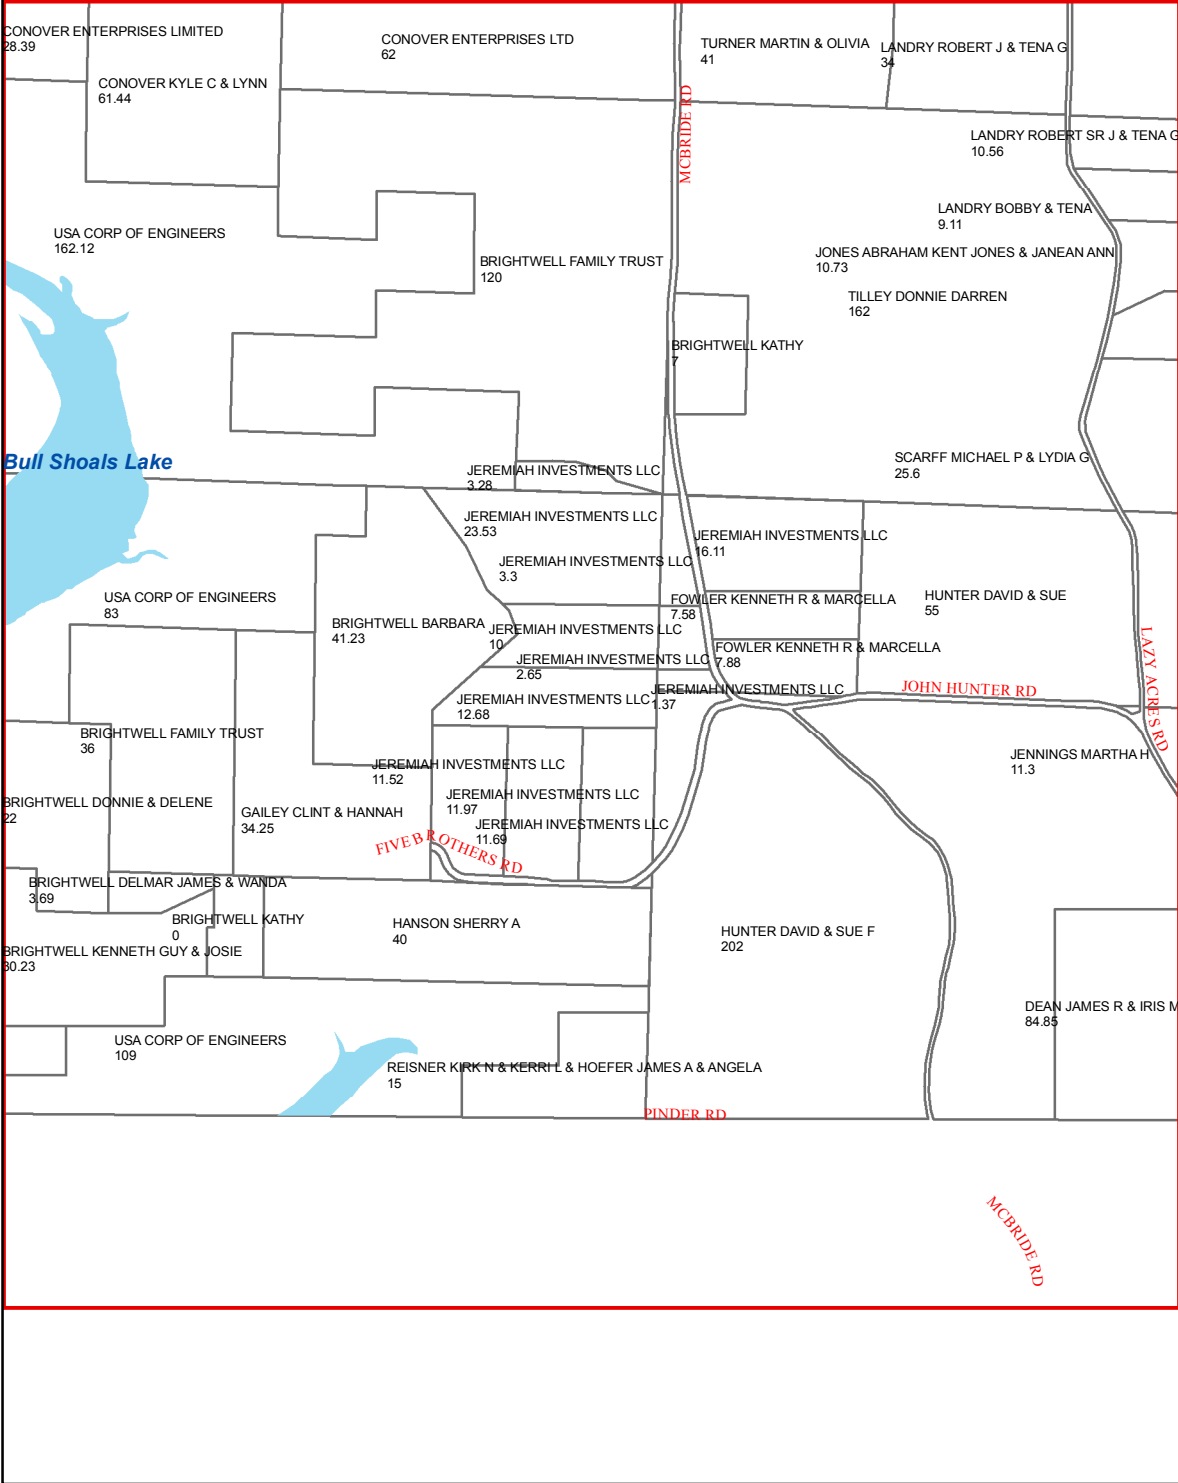 CONOVER ENTERPRISES LIMITED
28.39
CONOVER ENTERPRISES LTD
62
TURNER MARTIN & OLIVIA
41
LANDRY ROBERT J & TENA G
34
CONOVER KYLE C & LYNN
61.44
MCBRIDE RD
LANDRY ROBERT SR J & TENA G
10.56
LANDRY BOBBY & TENA
9.11
USA CORP OF ENGINEERS
162.12
BRIGHTWELL FAMILY TRUST
120
JONES ABRAHAM KENT JONES & JANEAN ANN
10.73
TILLEY DONNIE DARREN
162
BRIGHTWELL KATHY
7
Bull Shoals Lake
JEREMIAH INVESTMENTS LLC
3.28
SCARFF MICHAEL P & LYDIA G
25.6
JEREMIAH INVESTMENTS LLC
23.53
JEREMIAH INVESTMENTS LLC
16.11
JEREMIAH INVESTMENTS LLC
3.3
USA CORP OF ENGINEERS
83
FOWLER KENNETH R & MARCELLA
7.58
HUNTER DAVID & SUE
55
BRIGHTWELL BARBARA
41.23
JEREMIAH INVESTMENTS LLC
10
FOWLER KENNETH R & MARCELLA
7.88
JEREMIAH INVESTMENTS LLC
2.65
LAZY ACRES RD
JEREMIAH INVESTMENTS LLC
12.68
JEREMIAH INVESTMENTS LLC
1.37
JOHN HUNTER RD
BRIGHTWELL FAMILY TRUST
36
JENNINGS MARTHA H
11.3
JEREMIAH INVESTMENTS LLC
11.52
BRIGHTWELL DONNIE & DELENE
22
GAILEY CLINT & HANNAH
34.25
JEREMIAH INVESTMENTS LLC
11.97
JEREMIAH INVESTMENTS LLC
11.69
FIVE BROTHERS RD
BRIGHTWELL DELMAR JAMES & WANDA
3.69
BRIGHTWELL KATHY
0
HANSON SHERRY A
40
HUNTER DAVID & SUE F
202
BRIGHTWELL KENNETH GUY & JOSIE
30.23
DEAN JAMES R & IRIS M
84.85
USA CORP OF ENGINEERS
109
REISNER KIRK N & KERRI L & HOEFER JAMES A & ANGELA
15
PINDER RD
MCBRIDE RD